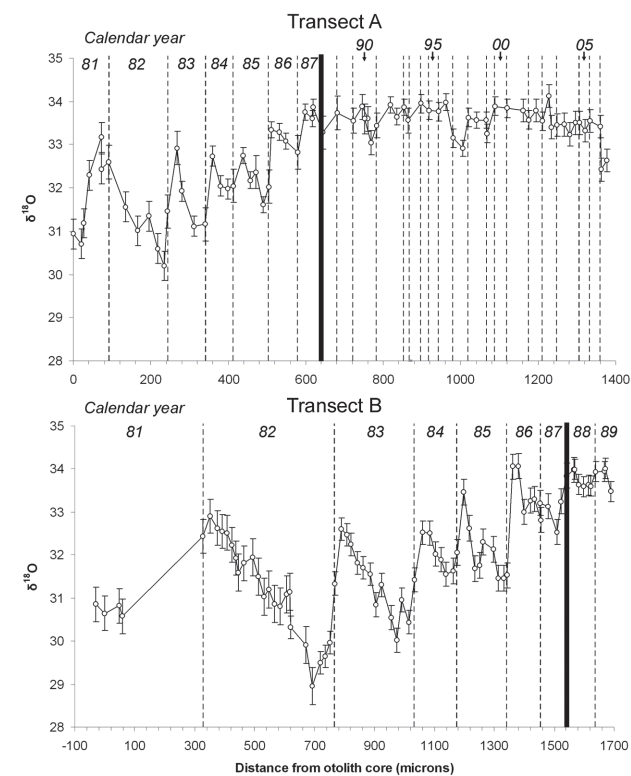 Transect A
Calendar year
90 95 00 05
81 82 83 84 85 86 87
35
34
33
32
31
30
29
28
δ18O
0 200 400 600 800 1000 1200 1400
Transect B
Calendar year
81 82 83 84 85 86 87 88 89
35
34
33
32
31
30
29
28
δ18O
-100 100 300 500 700 900 1100 1300 1500 1700
Distance from otolith core (microns)